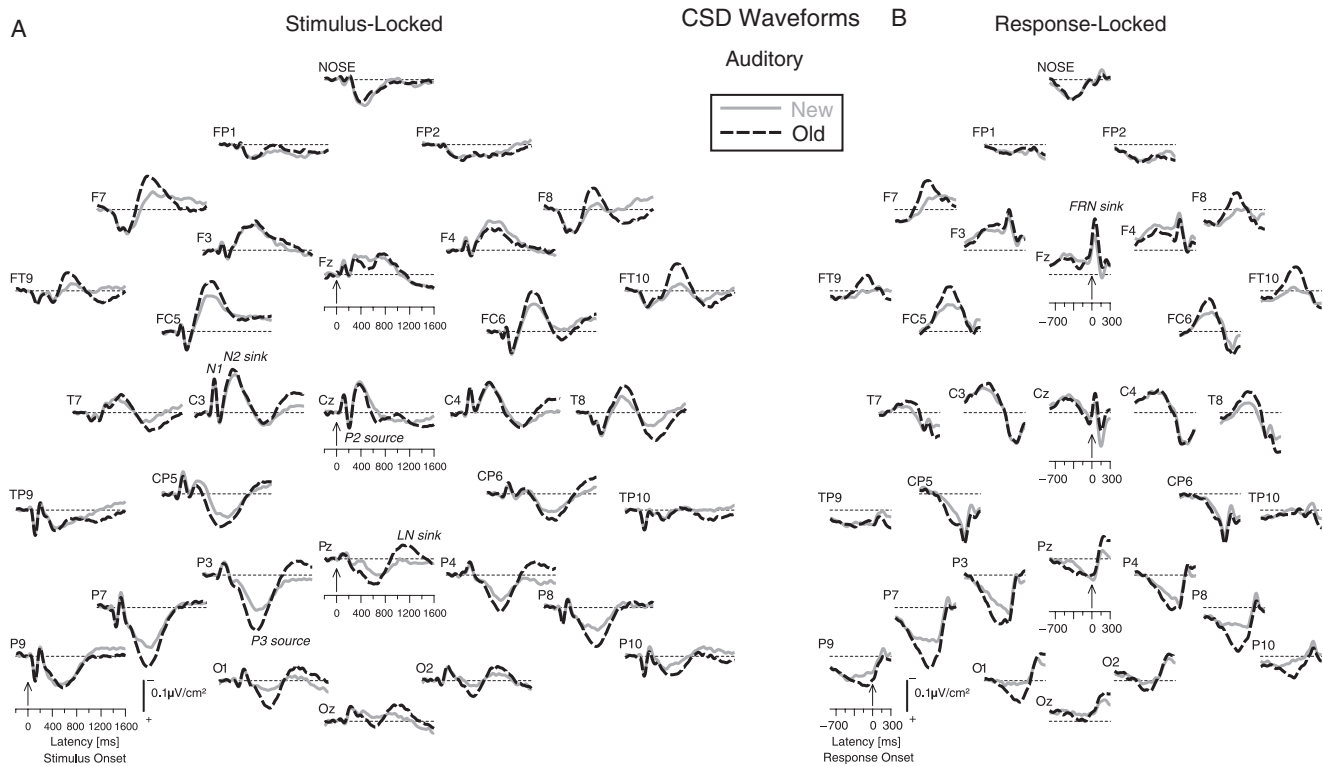 CSD Waveforms
Auditory
New
Old
A
Stimulus-Locked
NOSE
FP1
FP2
F7
F8
F3
F4
Fz
0 400 800 1200 1600
FT9
FT10
FC5
FC6
N1
N2 sink
T7
C3
Cz
C4
T8
P2 source
0 400 800 1200 1600
CP5
CP6
TP9
TP10
LN sink
Pz
0 400 800 1200 1600
P3
P4
P7
P8
P3 source
P9
P10
O1
O2
Oz
−
0.1µV/cm²
+
0 400 800 1200 1600
Latency [ms]
Stimulus Onset
B
Response-Locked
NOSE
FP1
FP2
F7
F8
FRN sink
F3
F4
Fz
−700 0 300
FT9
FT10
FC5
FC6
T7
C3
Cz
C4
T8
−700 0 300
CP5
CP6
TP9
TP10
Pz
−700 0 300
P3
P4
P7
P8
P9
P10
O1
O2
Oz
−
0.1µV/cm²
+
−700 0 300
Latency [ms]
Response Onset